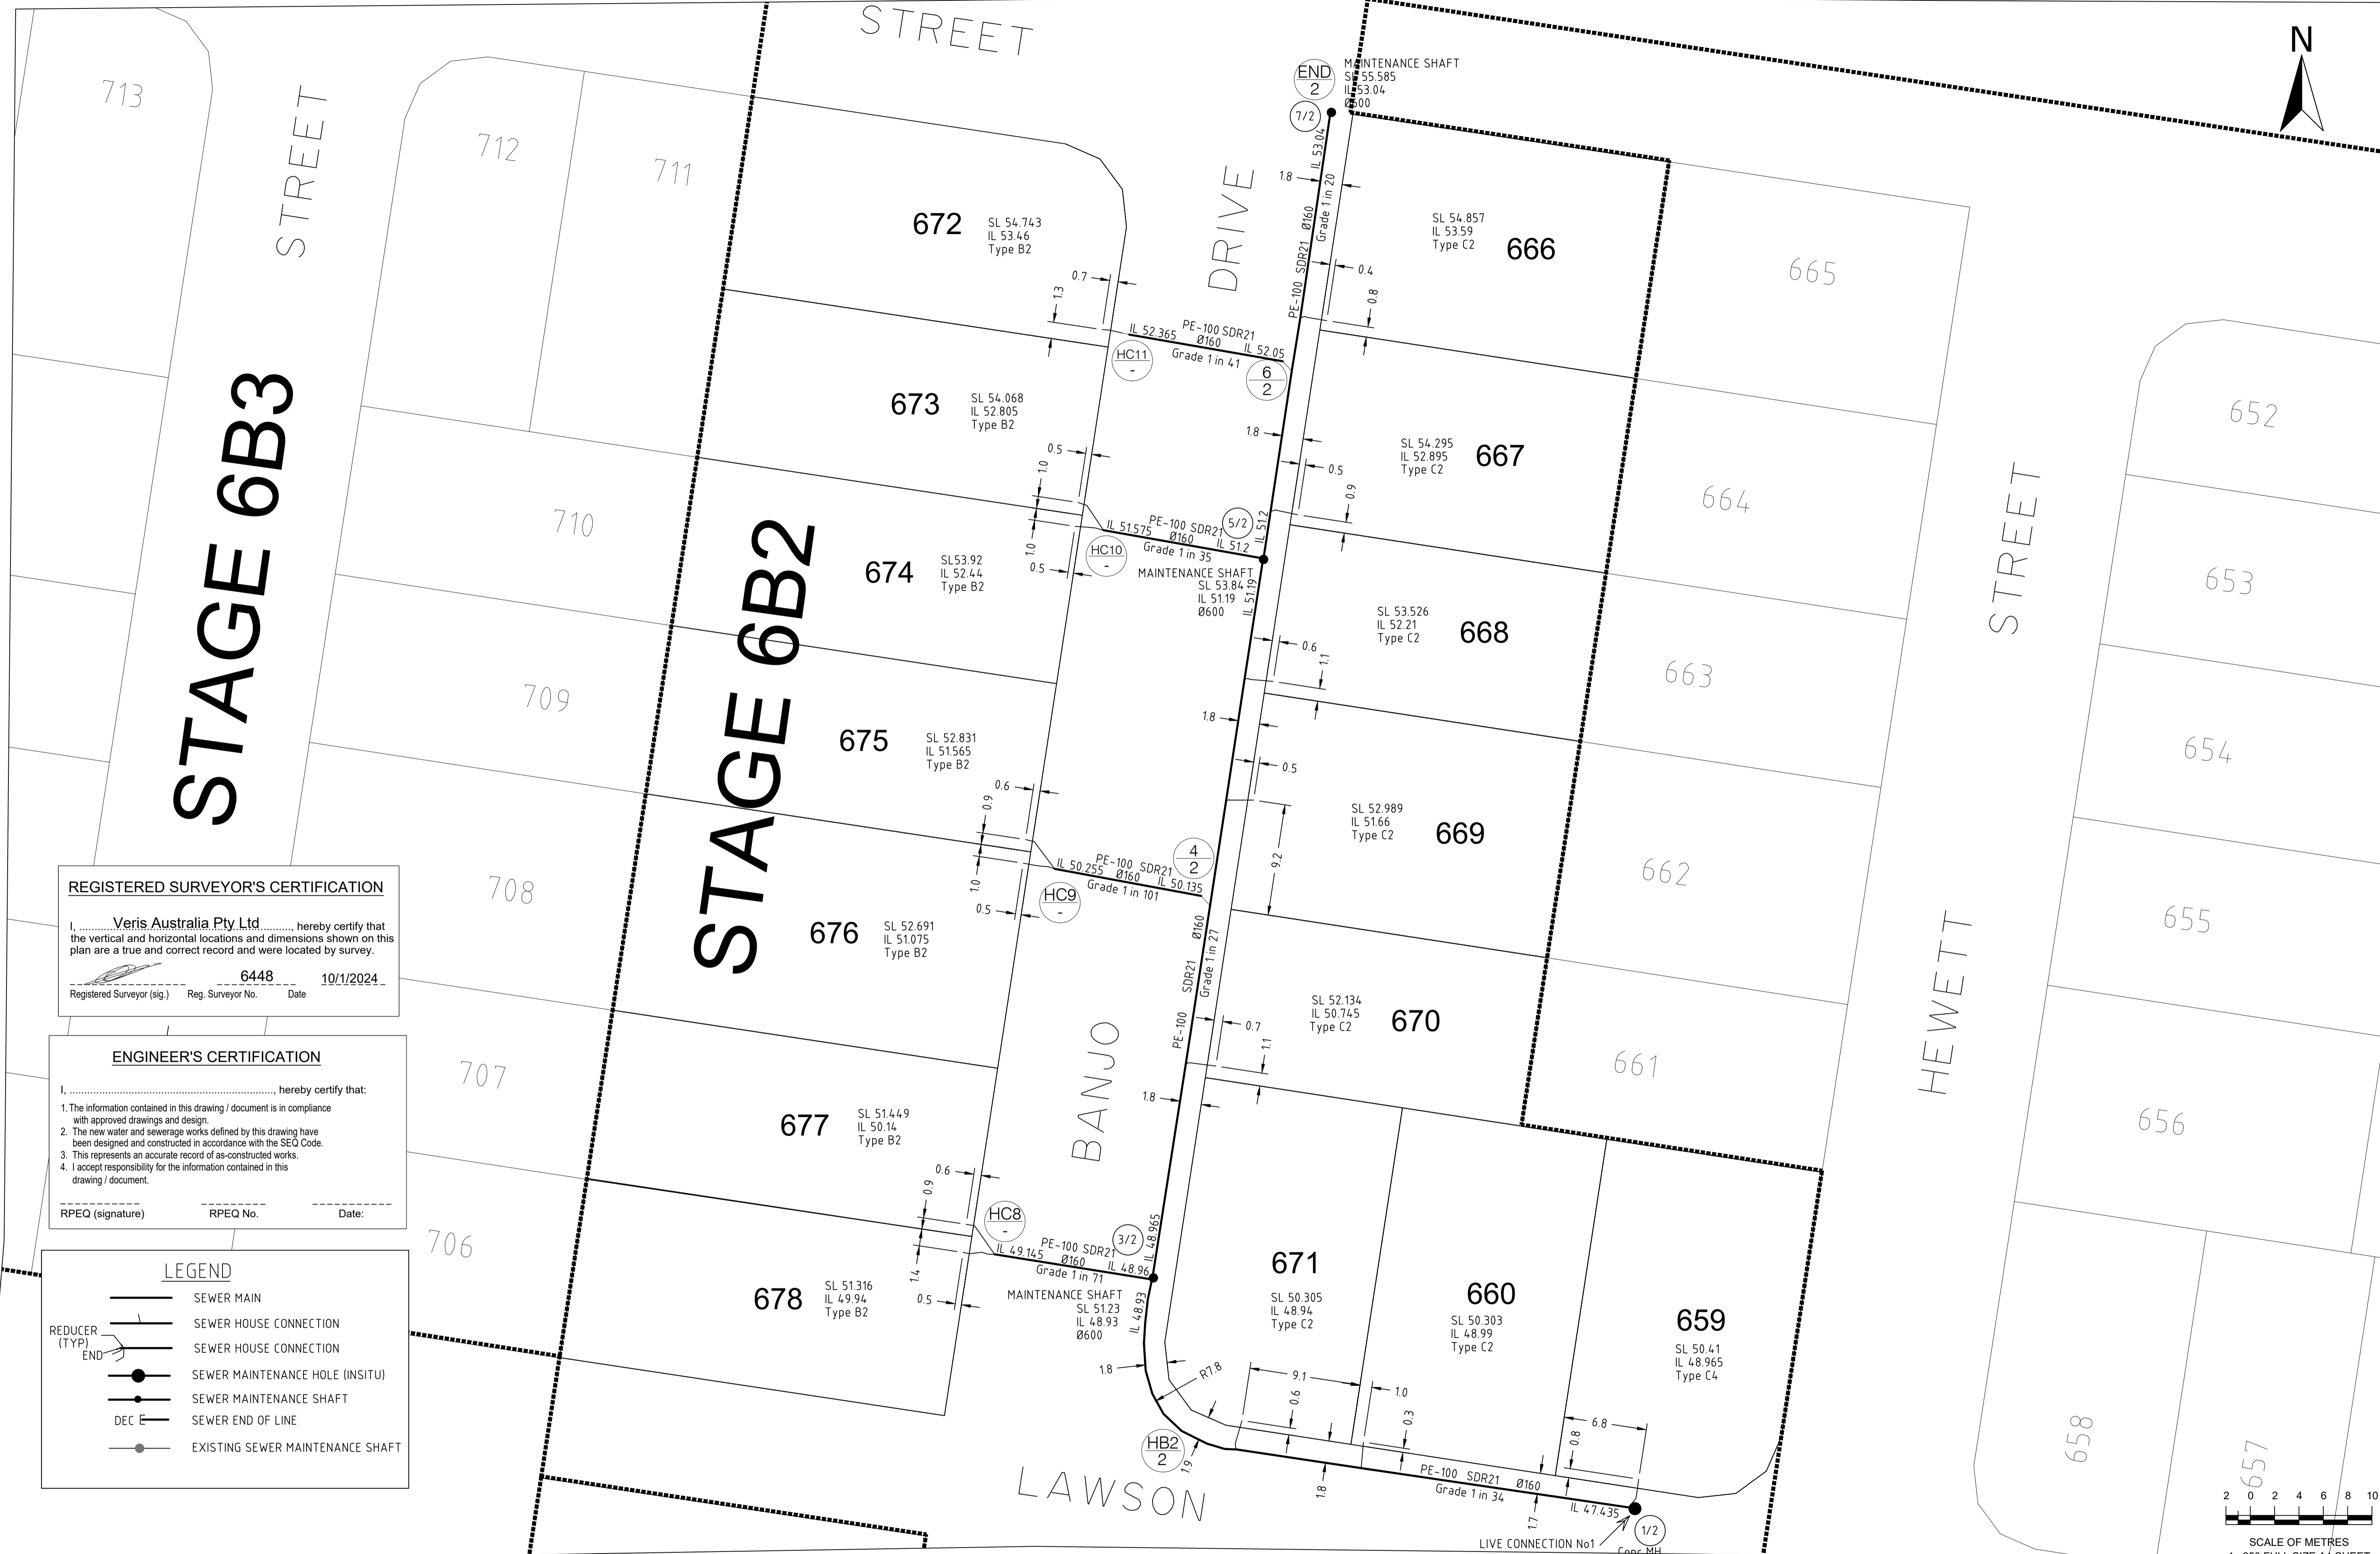 STREET
N
END
2
MAINTENANCE SHAFT
SL 55.585
IL 53.04
Ø600
7/2
713
STREET
712
711
672
SL 54.743
IL 53.46
Type B2
DRIVE
IL 53.04
1.8
Grade 1 in 20
PE-100 SDR21 Ø160
SL 54.857
IL 53.59
Type C2
666
665
0.7
1.3
0.4
0.8
IL 52.365
PE-100 SDR21
Ø160
IL 52.05
Grade 1 in 41
HC11
-
6
2
STAGE 6B3
673
SL 54.068
IL 52.805
Type B2
1.8
SL 54.295
IL 52.895
Type C2
667
664
652
0.5
1.0
0.5
0.9
710
STAGE 6B2
674
SL53.92
IL 52.44
Type B2
1.0
0.5
IL 51.575
PE-100 SDR21
Ø160
IL 51.2
Grade 1 in 35
HC10
-
5/2
IL 51.2
MAINTENANCE SHAFT
SL 53.84
IL 51.19
Ø600
IL 51.19
SL 53.526
IL 52.21
Type C2
668
663
653
STREET
0.6
1.1
709
675
SL 52.831
IL 51.565
Type B2
1.8
0.5
654
0.6
0.9
SL 52.989
IL 51.66
Type C2
669
662
9.2
IL 50.255
PE-100 SDR21
Ø160
IL 50.135
Grade 1 in 101
4
2
HC9
-
1.0
0.5
708
676
SL 52.691
IL 51.075
Type B2
655
HEWETT
PE-100 SDR21 Ø160
Grade 1 in 27
SL 52.134
IL 50.745
Type C2
670
661
0.7
1.1
BANJO
1.8
707
677
SL 51.449
IL 50.14
Type B2
656
0.6
0.9
HC8
-
3/2
IL 48.965
IL 49.145
PE-100 SDR21
Ø160
IL 48.96
Grade 1 in 71
706
678
SL 51.316
IL 49.94
Type B2
1.4
0.5
MAINTENANCE SHAFT
SL 51.23
IL 48.93
Ø600
IL 48.93
671
SL 50.305
IL 48.94
Type C2
660
SL 50.303
IL 48.99
Type C2
659
SL 50.41
IL 48.965
Type C4
1.8
R7.8
9.1
0.6
1.0
0.3
6.8
0.8
658
657
HB2
2
1.9
1.8
PE-100 SDR21 Ø160
Grade 1 in 34
IL 47.435
1.7
LAWSON
LIVE CONNECTION No1
1/2
Conc MH
2 0 2 4 6 8 10
SCALE OF METRES
REGISTERED SURVEYOR'S CERTIFICATION
I, Veris Australia Pty Ltd, hereby certify that
the vertical and horizontal locations and dimensions shown on this
plan are a true and correct record and were located by survey.
6448 10/1/2024
Registered Surveyor (sig.) Reg. Surveyor No. Date
ENGINEER'S CERTIFICATION
I, ...................................................................., hereby certify that:
1. The information contained in this drawing / document is in compliance
with approved drawings and design.
2. The new water and sewerage works defined by this drawing have
been designed and constructed in accordance with the SEQ Code.
3. This represents an accurate record of as-constructed works.
4. I accept responsibility for the information contained in this
drawing / document.
RPEQ (signature) RPEQ No. Date:
LEGEND
SEWER MAIN
SEWER HOUSE CONNECTION
REDUCER
(TYP)
END
SEWER HOUSE CONNECTION
SEWER MAINTENANCE HOLE (INSITU)
SEWER MAINTENANCE SHAFT
DEC E
SEWER END OF LINE
EXISTING SEWER MAINTENANCE SHAFT